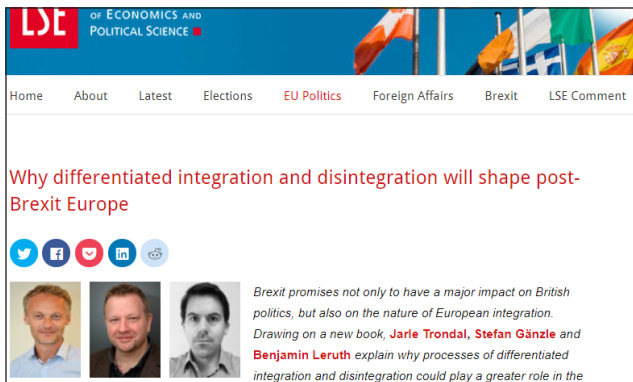 LSE
OF ECONOMICS AND
POLITICAL SCIENCE
Home About Latest Elections EU Politics Foreign Affairs Brexit LSE Comment
Why differentiated integration and disintegration will shape post-
Brexit Europe
Brexit promises not only to have a major impact on British
politics, but also on the nature of European integration.
Drawing on a new book, Jarle Trondal, Stefan Gänzle and
Benjamin Leruth explain why processes of differentiated
integration and disintegration could play a greater role in the